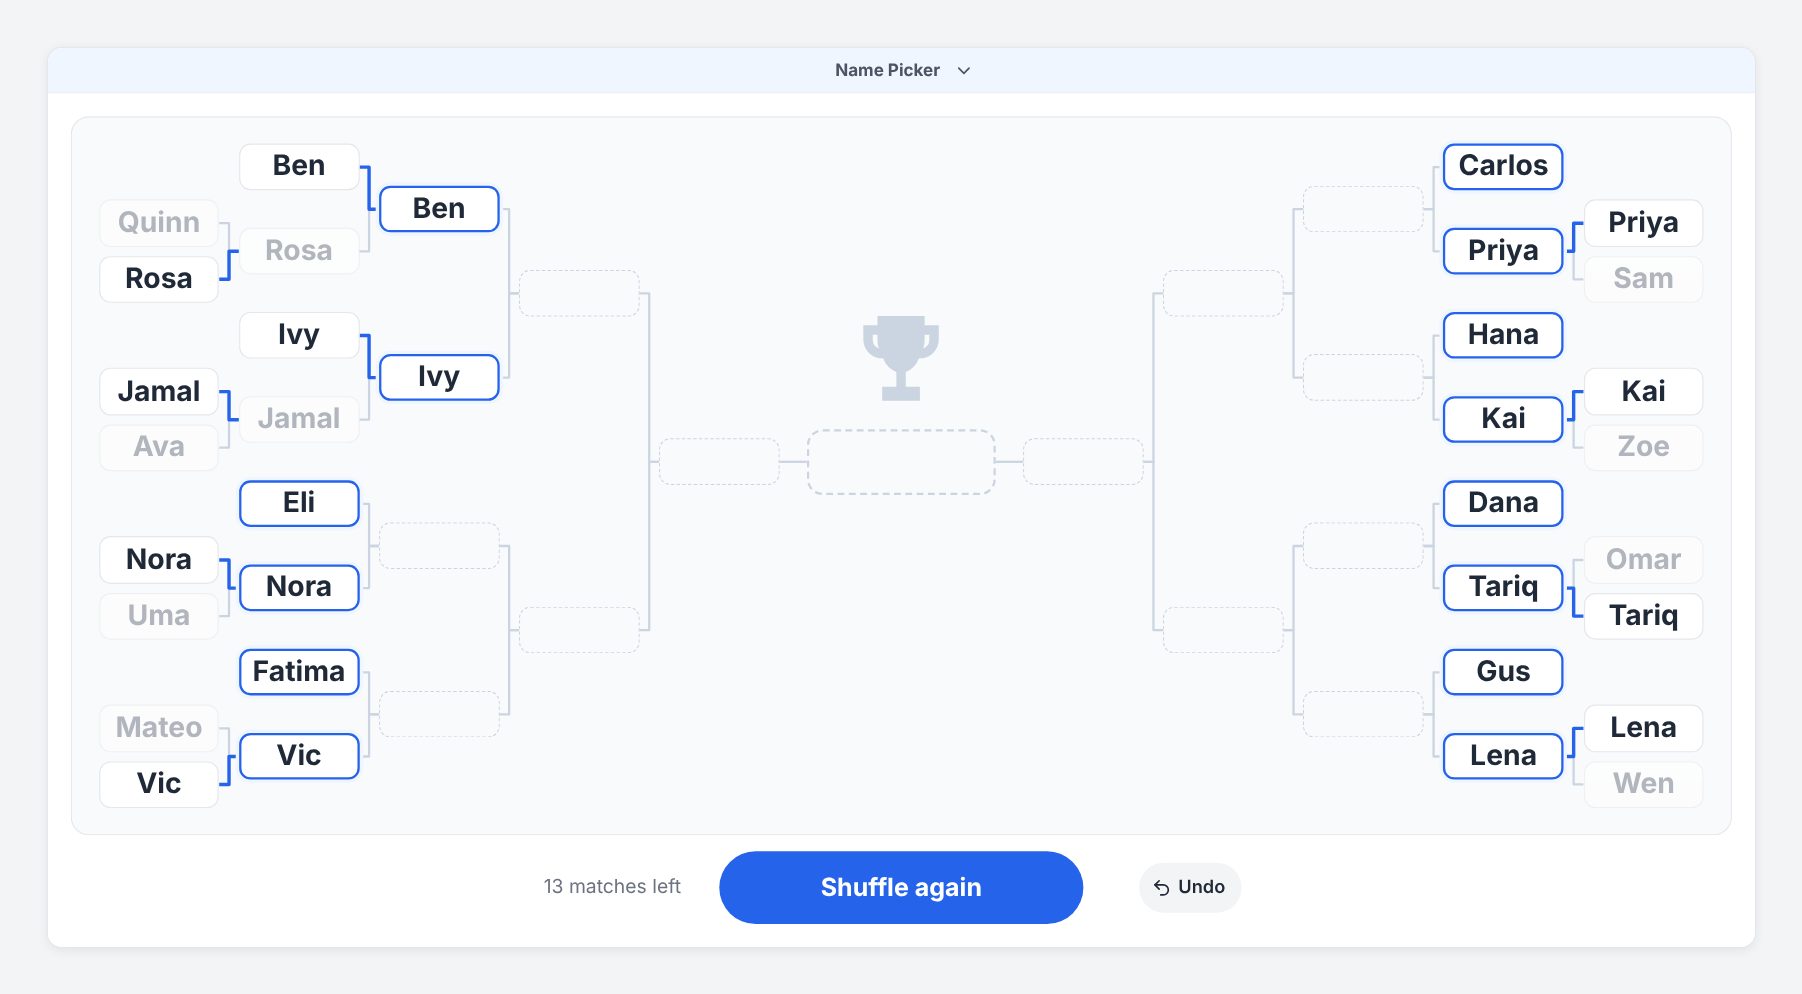 Name Picker
Ben
Quinn
Rosa
Rosa
Ben
Ivy
Jamal
Ava
Jamal
Ivy
Eli
Nora
Uma
Nora
Fatima
Mateo
Vic
Vic
Carlos
Priya
Priya
Sam
Hana
Kai
Kai
Zoe
Dana
Tariq
Omar
Tariq
Gus
Lena
Lena
Wen
13 matches left
Shuffle again
Undo